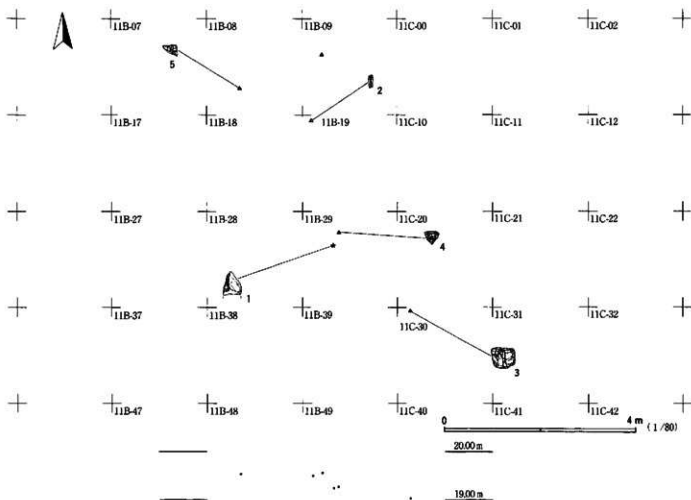 11B-07 11B-08 11B-09 11C-00 11C-01 11C-02
5
2
11B-17 11B-18 11B-19 11C-10 11C-11 11C-12
11B-27 11B-28 11B-29 11C-20 11C-21 11C-22
4
1
11B-37 11B-38 11B-39 11C-30 11C-31 11C-32
3
11B-47 11B-48 11B-49 11C-40 11C-41 11C-42
0 4 m (1/80)
20.00 m
19.00 m